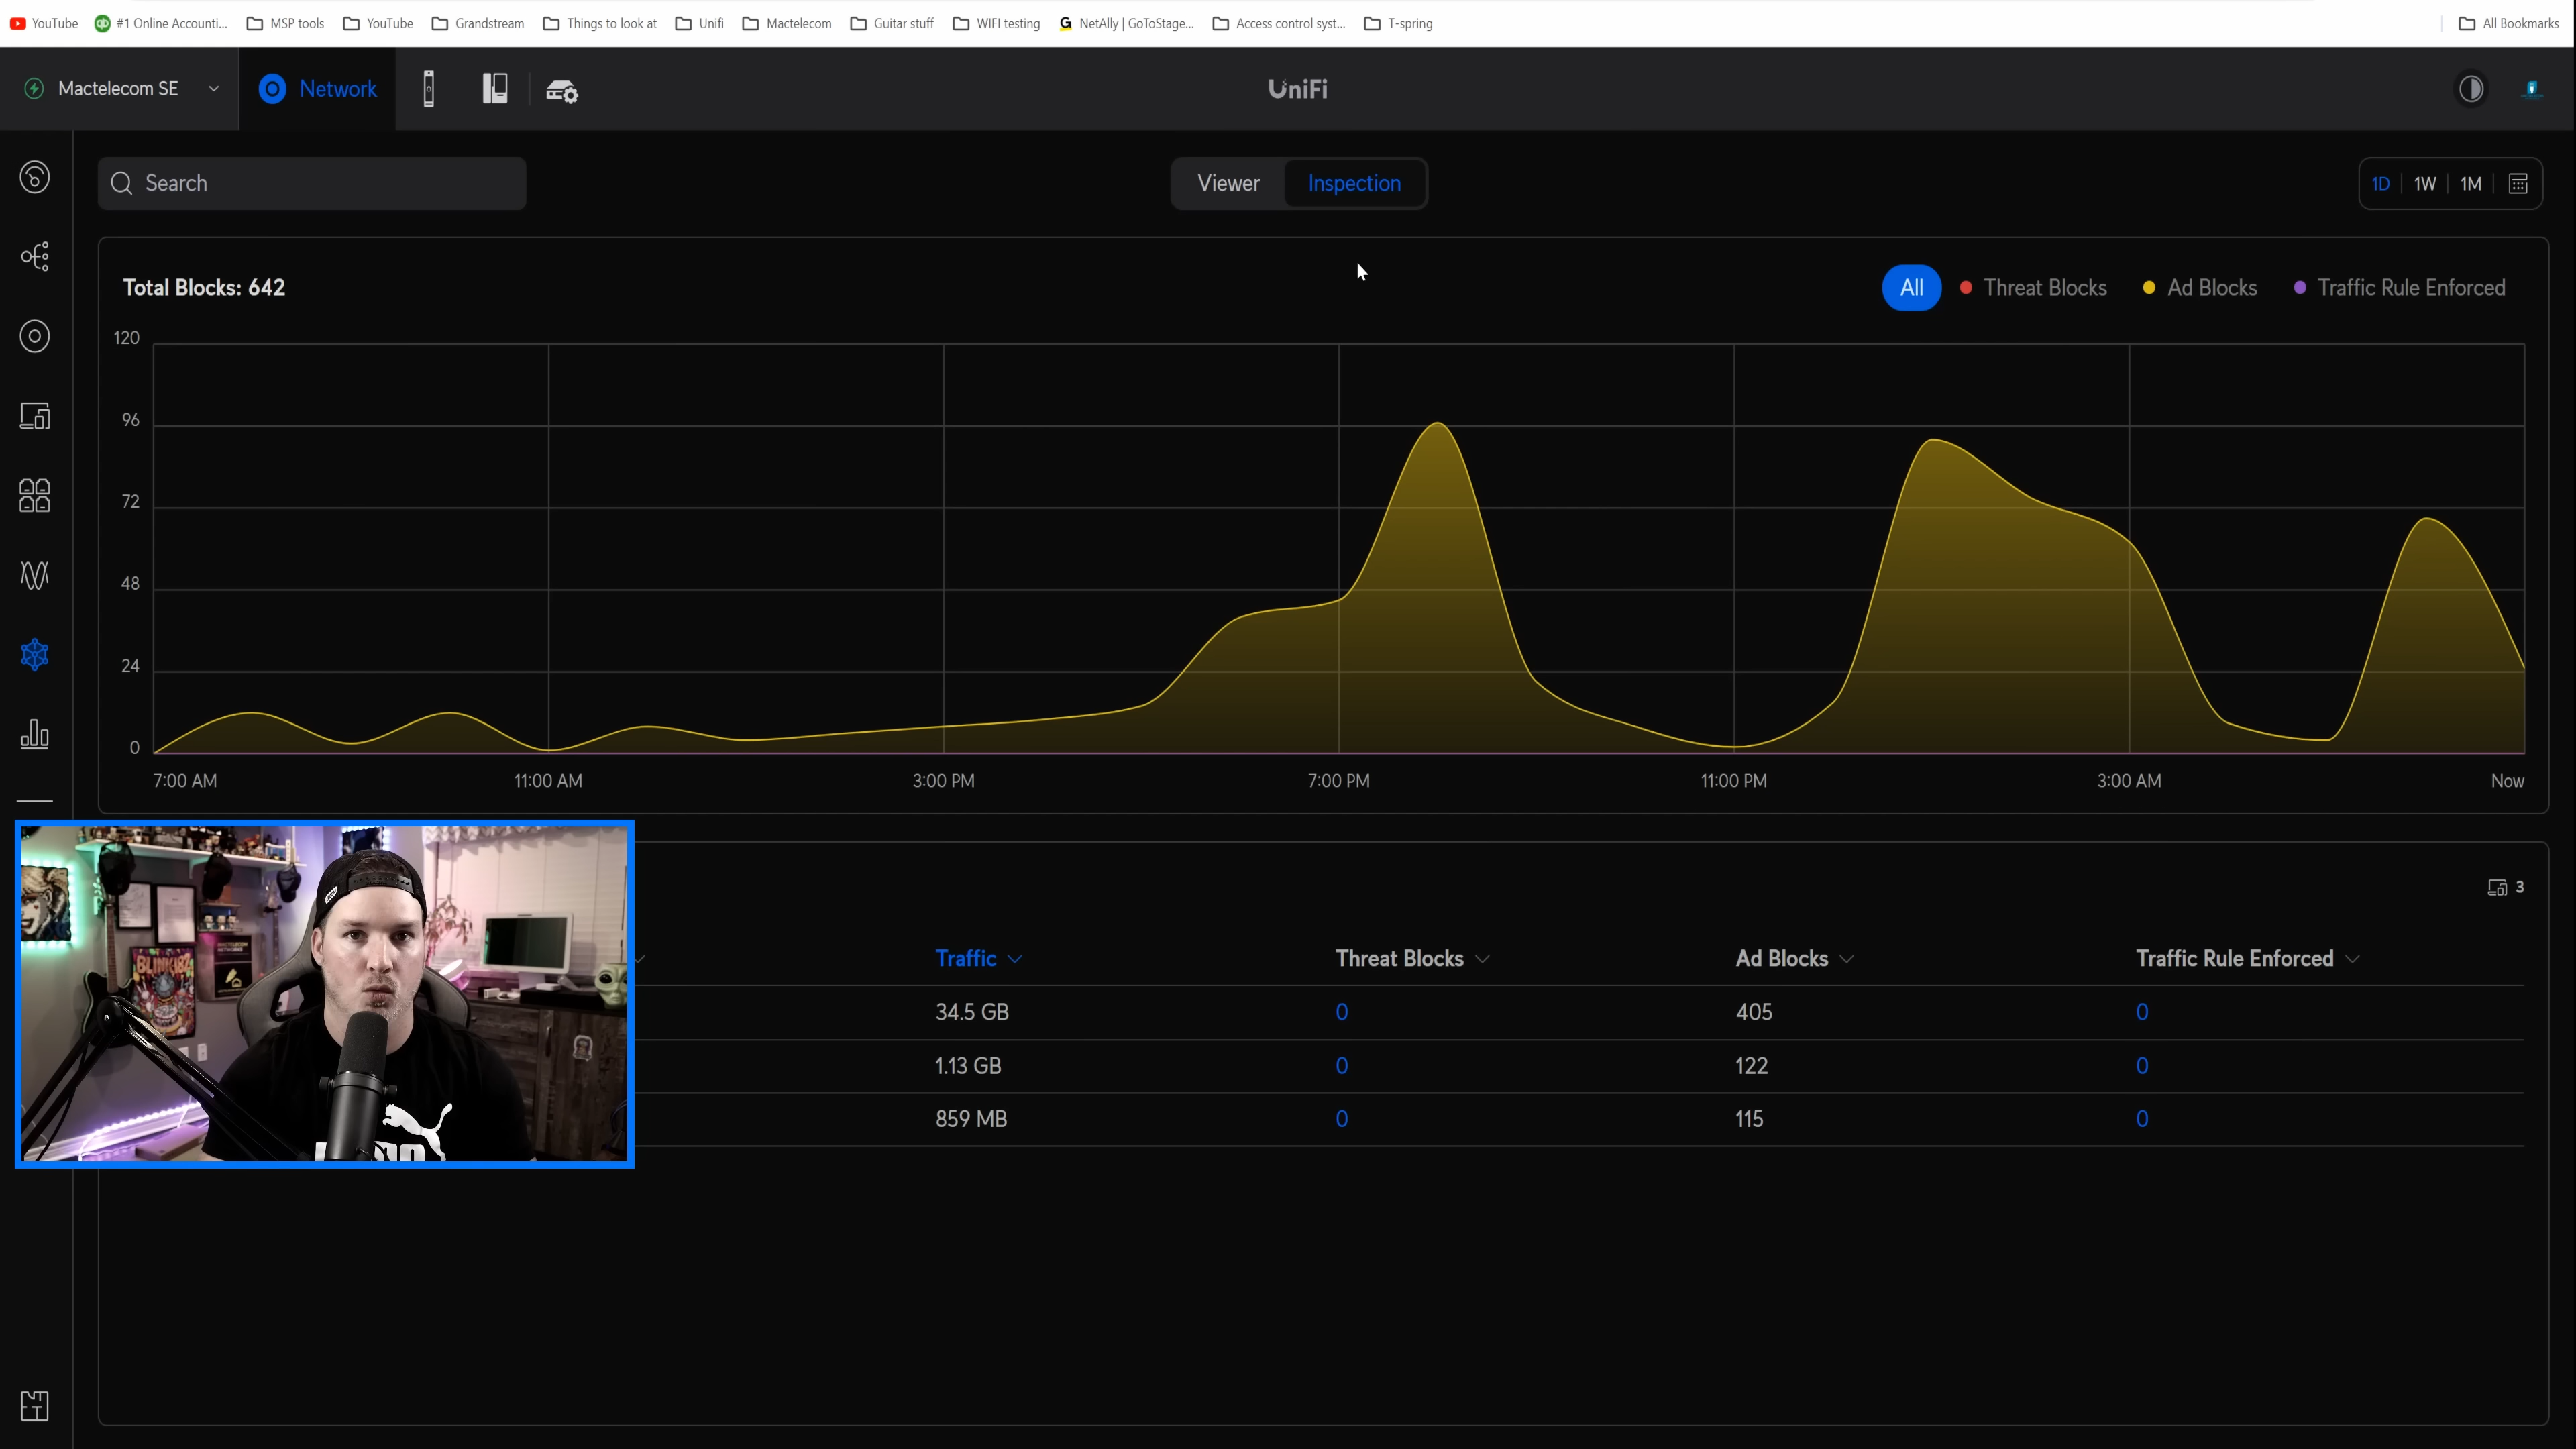 YouTube #1 Online Accounti... MSP tools YouTube Grandstream Things to look at Unifi Mactelecom Guitar stuff WIFI testing NetAlly | GoToStage... Access control syst... T-spring All Bookmarks
Mactelecom SE Network UniFi
Search Viewer Inspection 1D 1W 1M
Total Blocks: 642 All Threat Blocks Ad Blocks Traffic Rule Enforced
120
96
72
48
24
0
7:00 AM 11:00 AM 3:00 PM 7:00 PM 11:00 PM 3:00 AM Now
3
Traffic Threat Blocks Ad Blocks Traffic Rule Enforced
34.5 GB 0 405 0
1.13 GB 0 122 0
859 MB 0 115 0